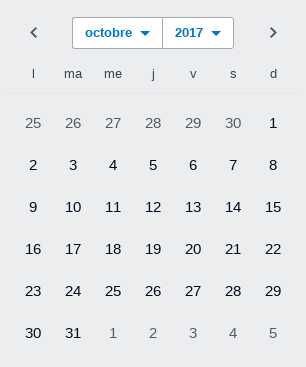 octobre 2017
l ma me j v s d
25 26 27 28 29 30 1
2 3 4 5 6 7 8
9 10 11 12 13 14 15
16 17 18 19 20 21 22
23 24 25 26 27 28 29
30 31 1 2 3 4 5